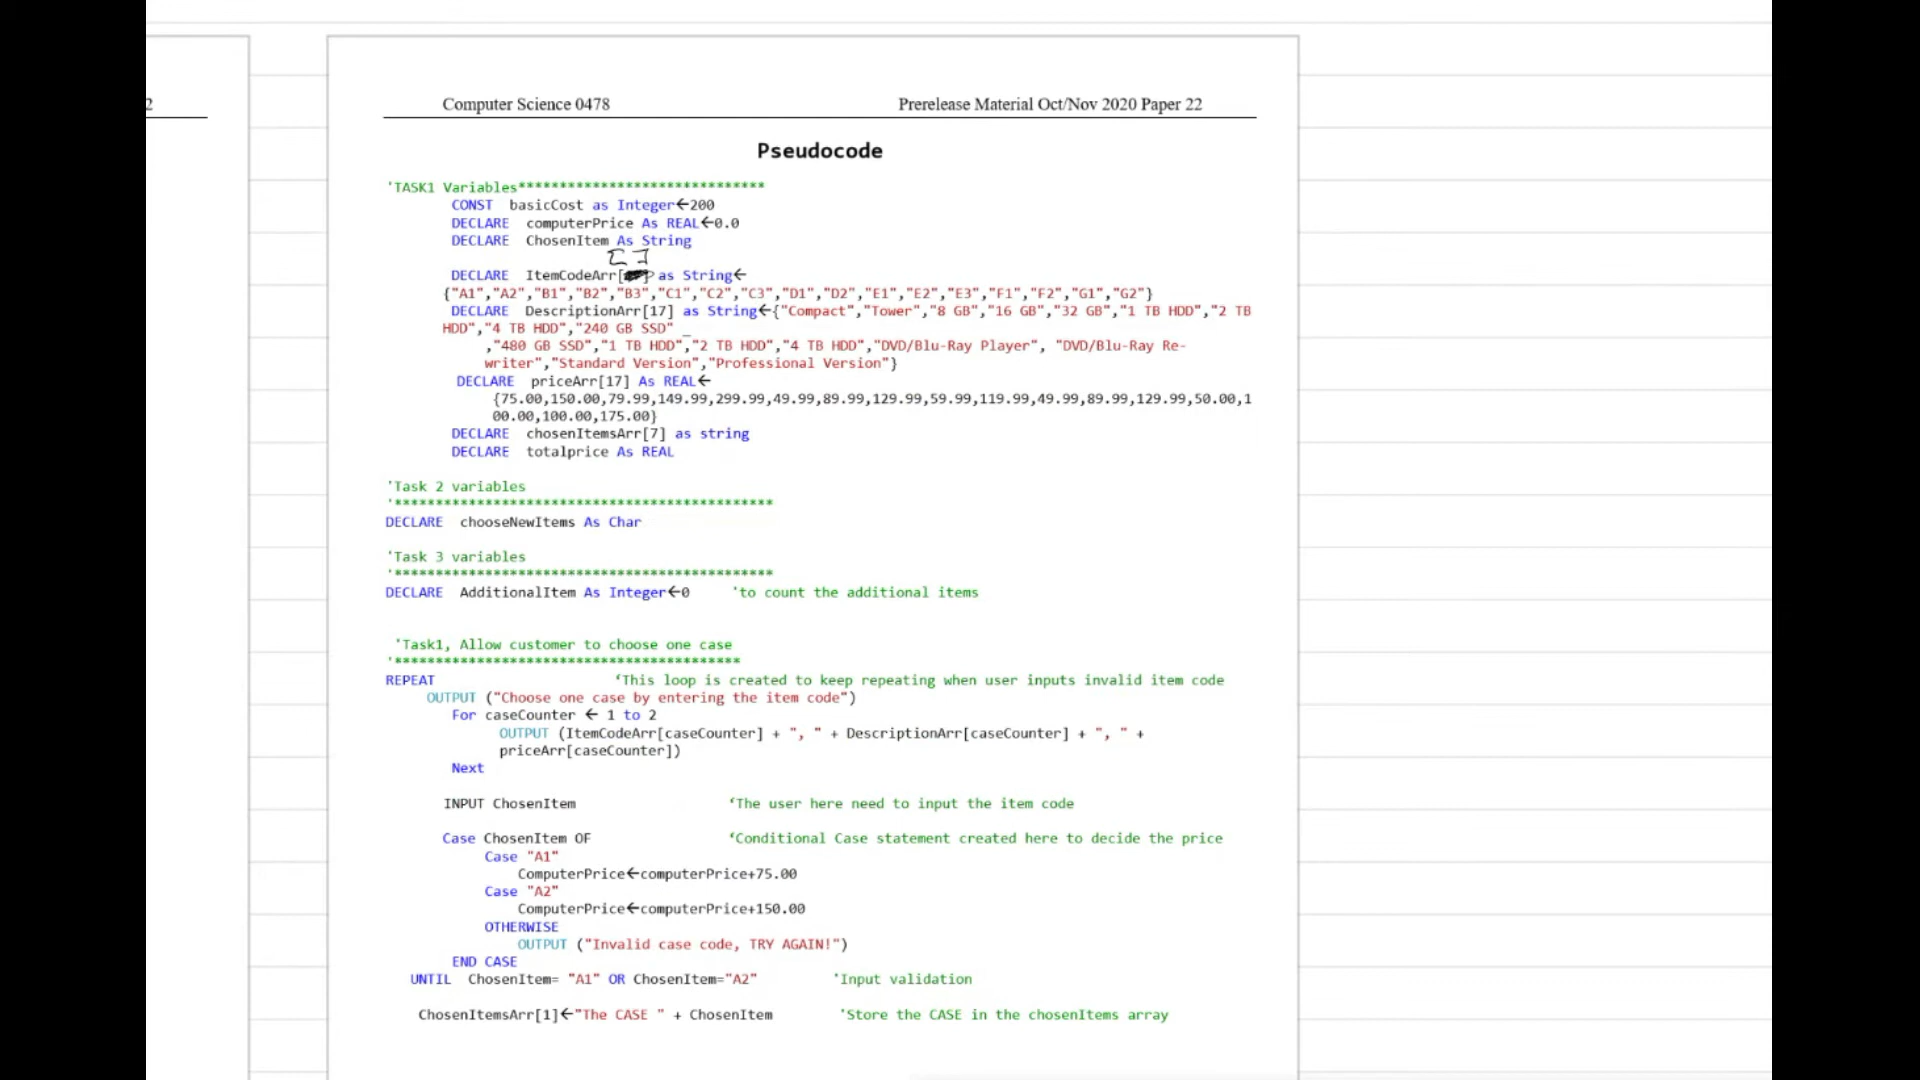 2
Computer Science 0478 Prerelease Material Oct/Nov 2020 Paper 22
Pseudocode
'TASK1 Variables******************************
CONST basicCost as Integer←200
DECLARE computerPrice As REAL←0.0
DECLARE ChosenItem As String
[ ]
DECLARE ItemCodeArr[ ] as String←
{"A1","A2","B1","B2","B3","C1","C2","C3","D1","D2","E1","E2","E3","F1","F2","G1","G2"}
DECLARE DescriptionArr[17] as String←{"Compact","Tower","8 GB","16 GB","32 GB","1 TB HDD","2 TB
HDD","4 TB HDD","240 GB SSD" _
,"480 GB SSD","1 TB HDD","2 TB HDD","4 TB HDD","DVD/Blu-Ray Player", "DVD/Blu-Ray Re-
writer","Standard Version","Professional Version"}
DECLARE priceArr[17] As REAL←
{75.00,150.00,79.99,149.99,299.99,49.99,89.99,129.99,59.99,119.99,49.99,89.99,129.99,50.00,1
00.00,100.00,175.00}
DECLARE chosenItemsArr[7] as string
DECLARE totalprice As REAL
'Task 2 variables
'**********************************************
DECLARE chooseNewItems As Char
'Task 3 variables
'**********************************************
DECLARE AdditionalItem As Integer←0 'to count the additional items
'Task1, Allow customer to choose one case
'******************************************
REPEAT ‘This loop is created to keep repeating when user inputs invalid item code
OUTPUT ("Choose one case by entering the item code")
For caseCounter ← 1 to 2
OUTPUT (ItemCodeArr[caseCounter] + ", " + DescriptionArr[caseCounter] + ", " +
priceArr[caseCounter])
Next
INPUT ChosenItem ‘The user here need to input the item code
Case ChosenItem OF ‘Conditional Case statement created here to decide the price
Case "A1"
ComputerPrice←computerPrice+75.00
Case "A2"
ComputerPrice←computerPrice+150.00
OTHERWISE
OUTPUT ("Invalid case code, TRY AGAIN!")
END CASE
UNTIL ChosenItem= "A1" OR ChosenItem="A2" 'Input validation
ChosenItemsArr[1]←"The CASE " + ChosenItem 'Store the CASE in the chosenItems array